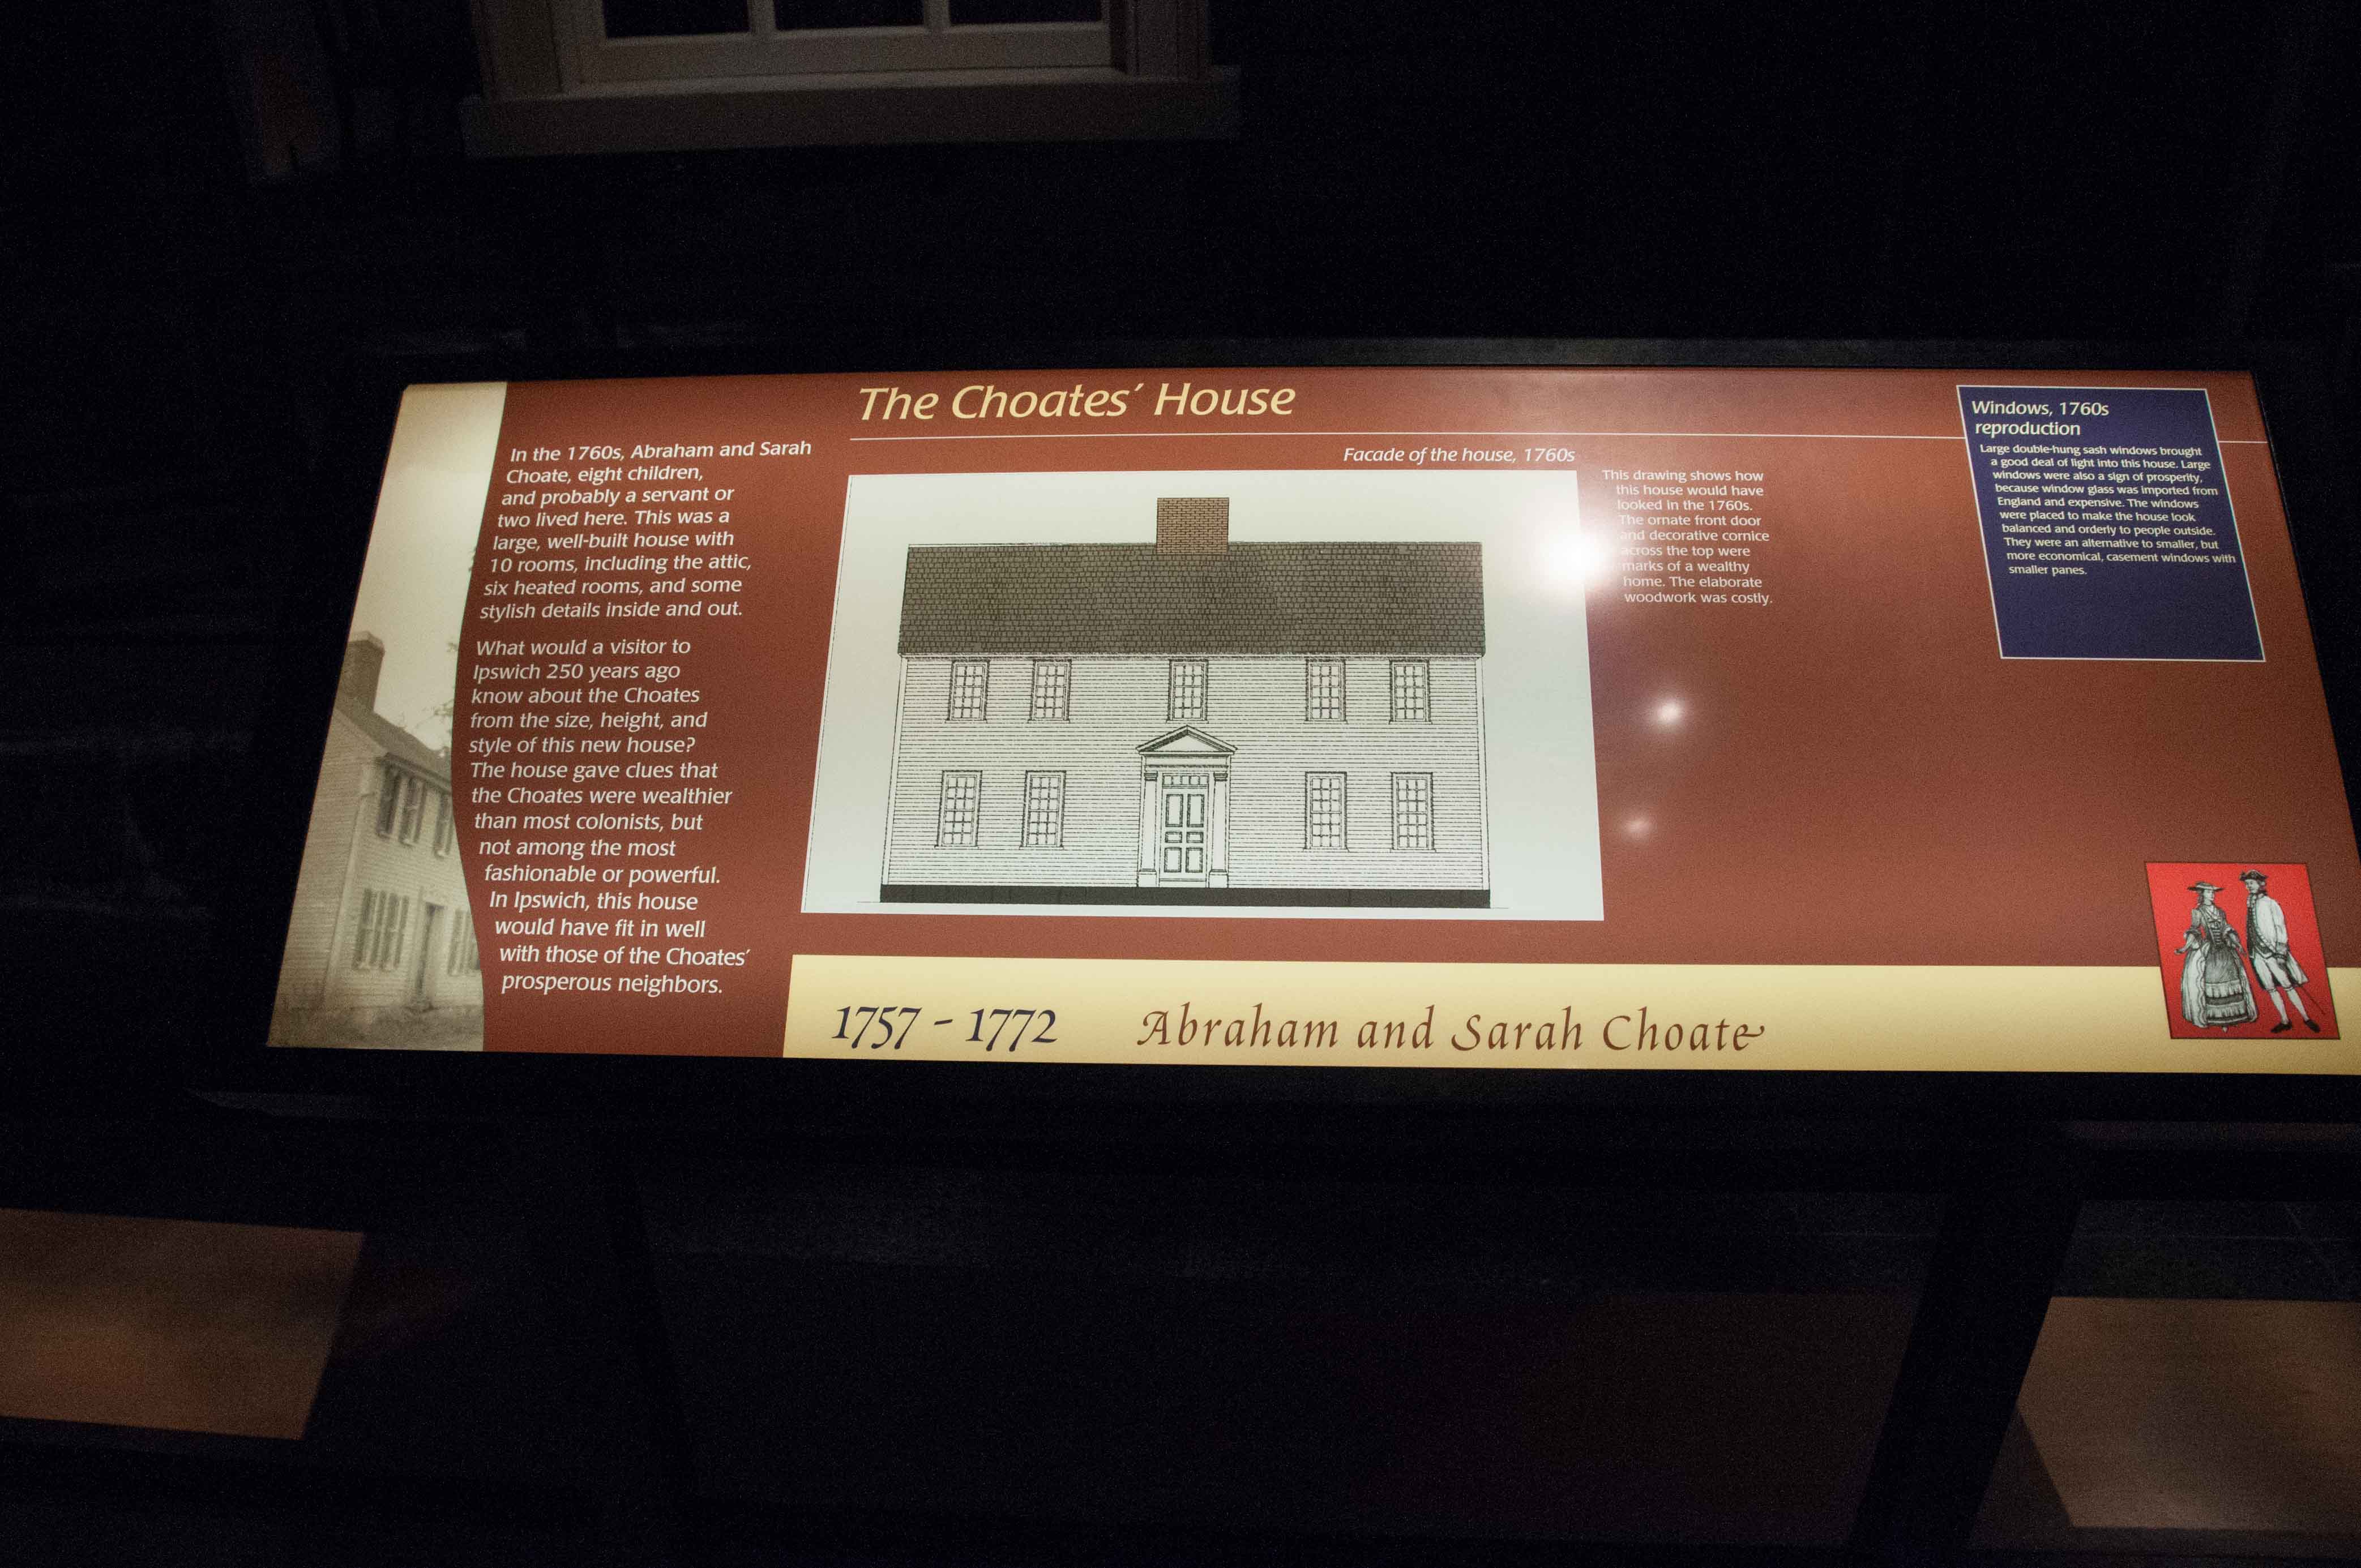 The Choates' House
In the 1760s, Abraham and Sarah
Choate, eight children,
and probably a servant or
two lived here. This was a
large, well-built house with
10 rooms, including the attic,
six heated rooms, and some
stylish details inside and out.
What would a visitor to
Ipswich 250 years ago
know about the Choates
from the size, height, and
style of this new house?
The house gave clues that
the Choates were wealthier
than most colonists, but
not among the most
fashionable or powerful.
In Ipswich, this house
would have fit in well
with those of the Choates'
prosperous neighbors.
Facade of the house, 1760s
This drawing shows how
this house would have
looked in the 1760s.
The ornate front door
and decorative cornice
across the top were
marks of a wealthy
home. The elaborate
woodwork was costly.
Windows, 1760s
reproduction
Large double-hung sash windows brought
a good deal of light into this house. Large
windows were also a sign of prosperity,
because window glass was imported from
England and expensive. The windows
were placed to make the house look
balanced and orderly to people outside.
They were an alternative to smaller, but
more economical, casement windows with
smaller panes.
1757 - 1772 Abraham and Sarah Choate